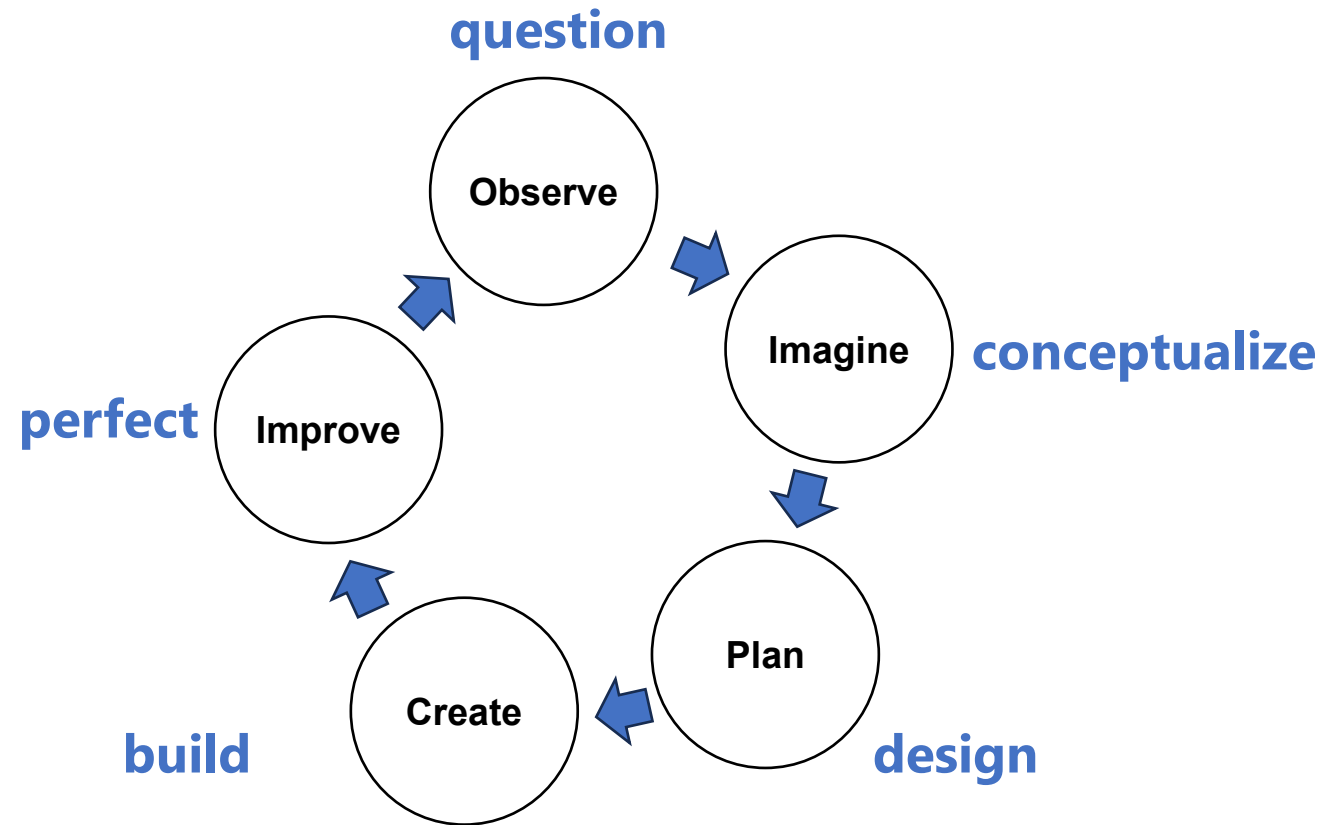 question
Observe
Imagine
conceptualize
Plan
design
Create
build
Improve
perfect